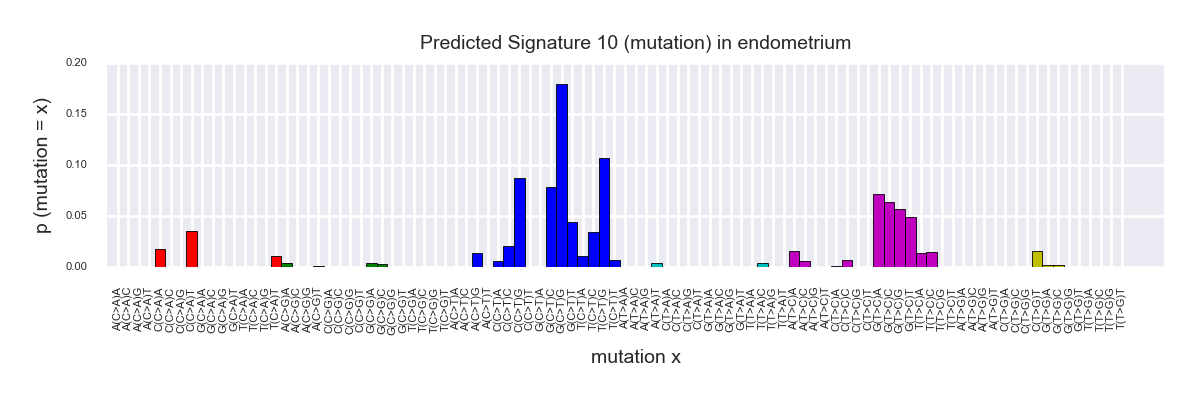 Predicted Signature 10 (mutation) in endometrium
p (mutation = x)
0.20
0.15
0.10
0.05
0.00
A(C>A)A
A(C>A)C
A(C>A)G
A(C>A)T
C(C>A)A
C(C>A)C
C(C>A)G
C(C>A)T
G(C>A)A
G(C>A)C
G(C>A)G
G(C>A)T
T(C>A)A
T(C>A)C
T(C>A)G
T(C>A)T
A(C>G)A
A(C>G)C
A(C>G)G
A(C>G)T
C(C>G)A
C(C>G)C
C(C>G)G
C(C>G)T
G(C>G)A
G(C>G)C
G(C>G)G
G(C>G)T
T(C>G)A
T(C>G)C
T(C>G)G
T(C>G)T
A(C>T)A
A(C>T)C
A(C>T)G
A(C>T)T
C(C>T)A
C(C>T)C
C(C>T)G
C(C>T)T
G(C>T)A
G(C>T)C
G(C>T)G
G(C>T)T
T(C>T)A
T(C>T)C
T(C>T)G
T(C>T)T
A(T>A)A
A(T>A)C
A(T>A)G
A(T>A)T
C(T>A)A
C(T>A)C
C(T>A)G
C(T>A)T
G(T>A)A
G(T>A)C
G(T>A)G
G(T>A)T
T(T>A)A
T(T>A)C
T(T>A)G
T(T>A)T
A(T>C)A
A(T>C)C
A(T>C)G
A(T>C)T
C(T>C)A
C(T>C)C
C(T>C)G
C(T>C)T
G(T>C)A
G(T>C)C
G(T>C)G
G(T>C)T
T(T>C)A
T(T>C)C
T(T>C)G
T(T>C)T
A(T>G)A
A(T>G)C
A(T>G)G
A(T>G)T
C(T>G)A
C(T>G)C
C(T>G)G
C(T>G)T
G(T>G)A
G(T>G)C
G(T>G)G
G(T>G)T
T(T>G)A
T(T>G)C
T(T>G)G
T(T>G)T
mutation x